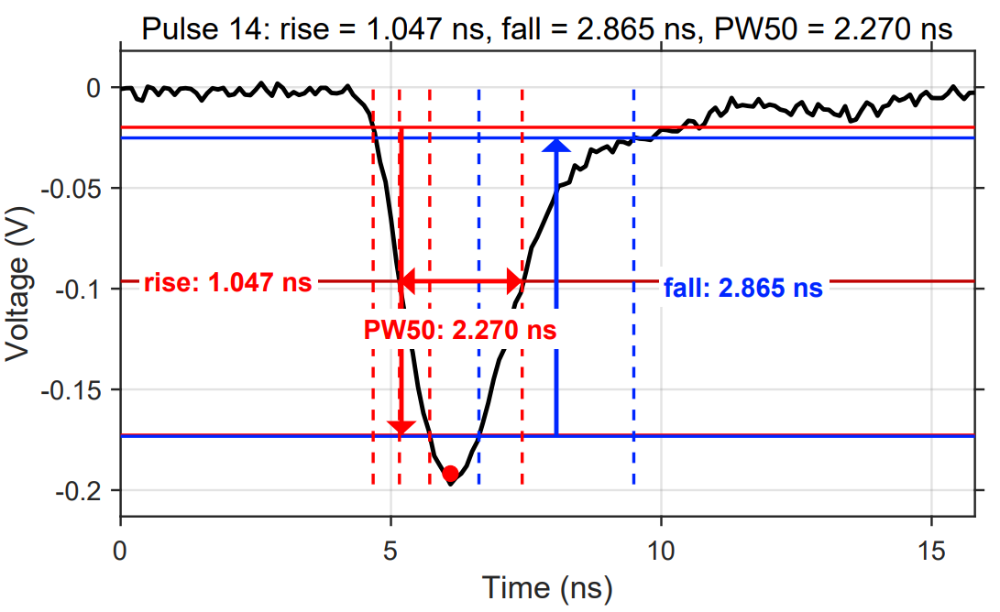 Pulse 14: rise = 1.047 ns, fall = 2.865 ns, PW50 = 2.270 ns
0
-0.05
-0.1
-0.15
-0.2
Voltage (V)
rise: 1.047 ns
fall: 2.865 ns
PW50: 2.270 ns
0 5 10 15
Time (ns)